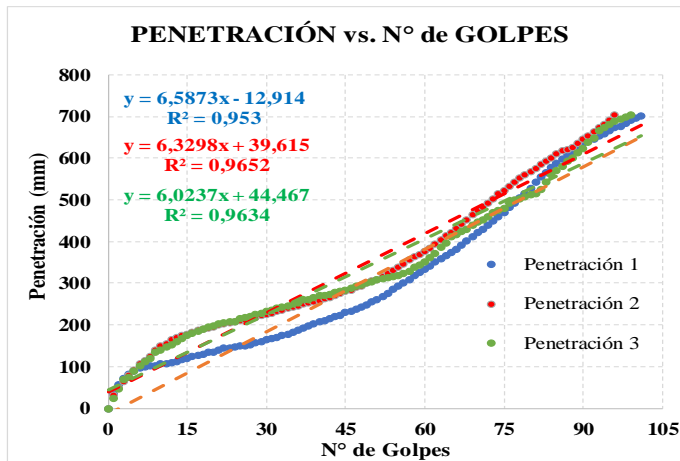 PENETRACIÓN vs. N° de GOLPES
800
700
600
500
400
300
200
100
0
Penetración (mm)
y = 6,5873x - 12,914
R² = 0,953
y = 6,3298x + 39,615
R² = 0,9652
y = 6,0237x + 44,467
R² = 0,9634
Penetración 1
Penetración 2
Penetración 3
0 15 30 45 60 75 90 105
N° de Golpes